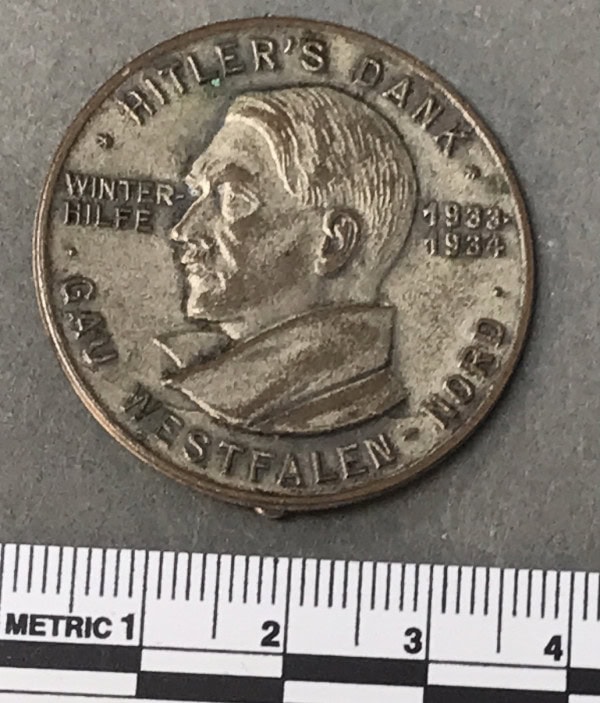 · HITLER'S DANK ·
WINTER-
HILFE
1933-
1934
· GAU WESTFALEN-NORD ·
METRIC 1 2 3 4